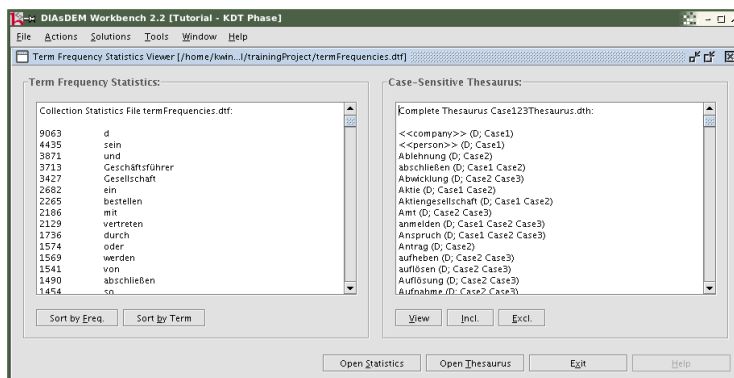 DIAsDEM Workbench 2.2 [Tutorial - KDT Phase]
File Actions Solutions Tools Window Help
Term Frequency Statistics Viewer [/home/kwin...l/trainingProject/termFrequencies.dtf]
Term Frequency Statistics:
Collection Statistics File termFrequencies.dtf:
9063 d
4435 sein
3871 und
3713 Geschäftsführer
3427 Gesellschaft
2682 ein
2265 bestellen
2186 mit
2129 vertreten
1736 durch
1574 oder
1569 werden
1541 von
1490 abschließen
1454 so
Sort by Freq. Sort by Term
Case-Sensitive Thesaurus:
Complete Thesaurus Case123Thesaurus.dth:
<<company>> (D; Case1)
<<person>> (D; Case1)
Ablehnung (D; Case2)
abschließen (D; Case1 Case2)
Abwicklung (D; Case2 Case3)
Aktie (D; Case1 Case2)
Aktiengesellschaft (D; Case1 Case2)
Amt (D; Case2 Case3)
anmelden (D; Case1 Case2 Case3)
Anspruch (D; Case1 Case2 Case3)
Antrag (D; Case2)
aufheben (D; Case2 Case3)
auflösen (D; Case2 Case3)
Auflösung (D; Case2 Case3)
Aufnahme (D; Case2 Case3)
View Incl. Excl.
Open Statistics Open Thesaurus Exit Help